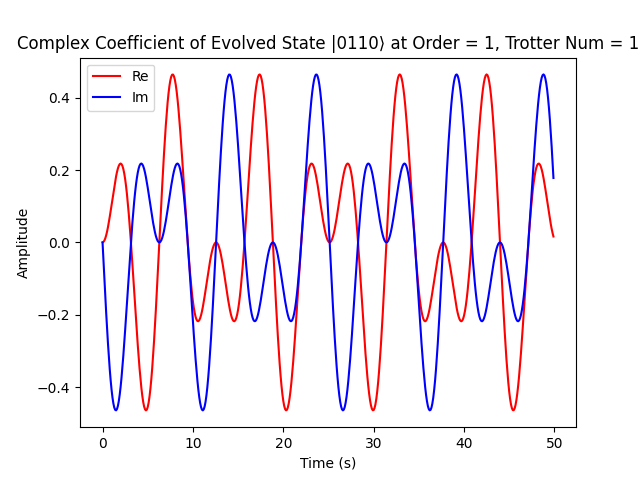 Complex Coefficient of Evolved State |0110⟩ at Order = 1, Trotter Num = 1
Re
Im
0.4
0.2
0.0
−0.2
−0.4
Amplitude
0 10 20 30 40 50
Time (s)